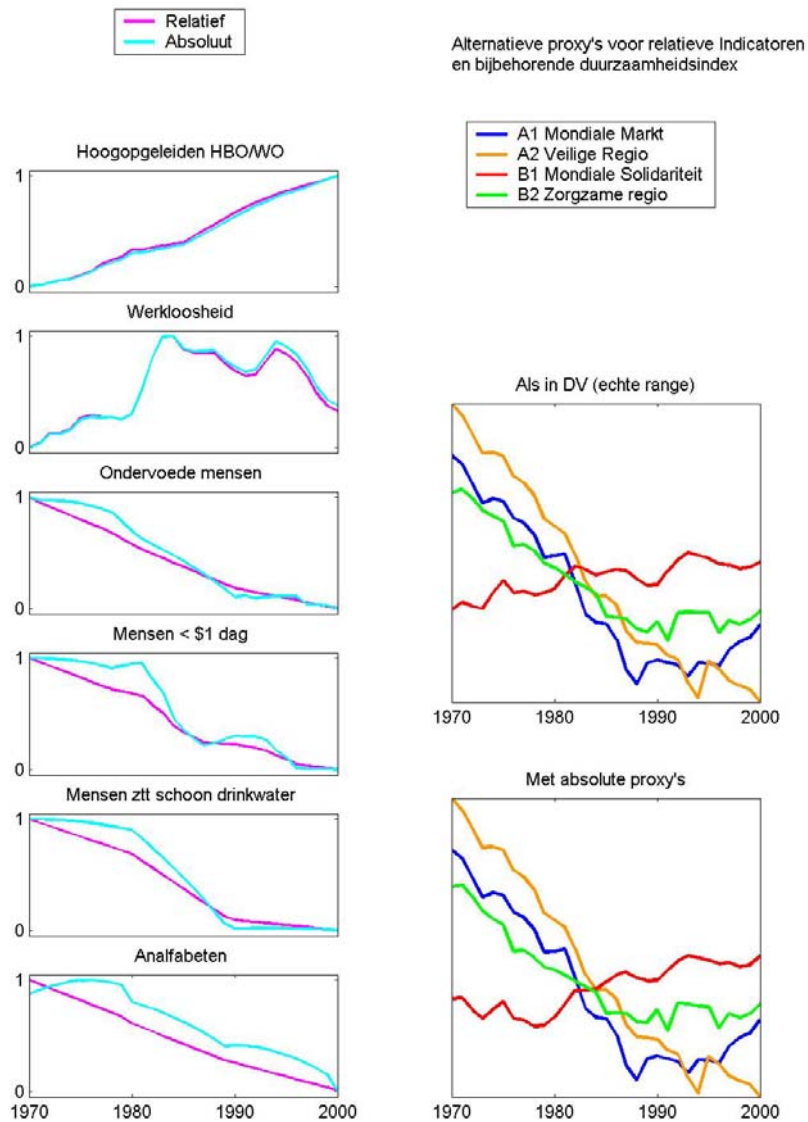 Relatief
Absoluut
Alternatieve proxy's voor relatieve Indicatoren
en bijbehorende duurzaamheidsindex
Hoogopgeleiden HBO/WO
1
0
Werkloosheid
1
0
Ondervoede mensen
1
0
Mensen < $1 dag
1
0
Mensen ztt schoon drinkwater
1
0
Analfabeten
1
0
1970
1980
1990
2000
A1 Mondiale Markt
A2 Veilige Regio
B1 Mondiale Solidariteit
B2 Zorgzame regio
Als in DV (echte range)
1970
1980
1990
2000
Met absolute proxy's
1970
1980
1990
2000